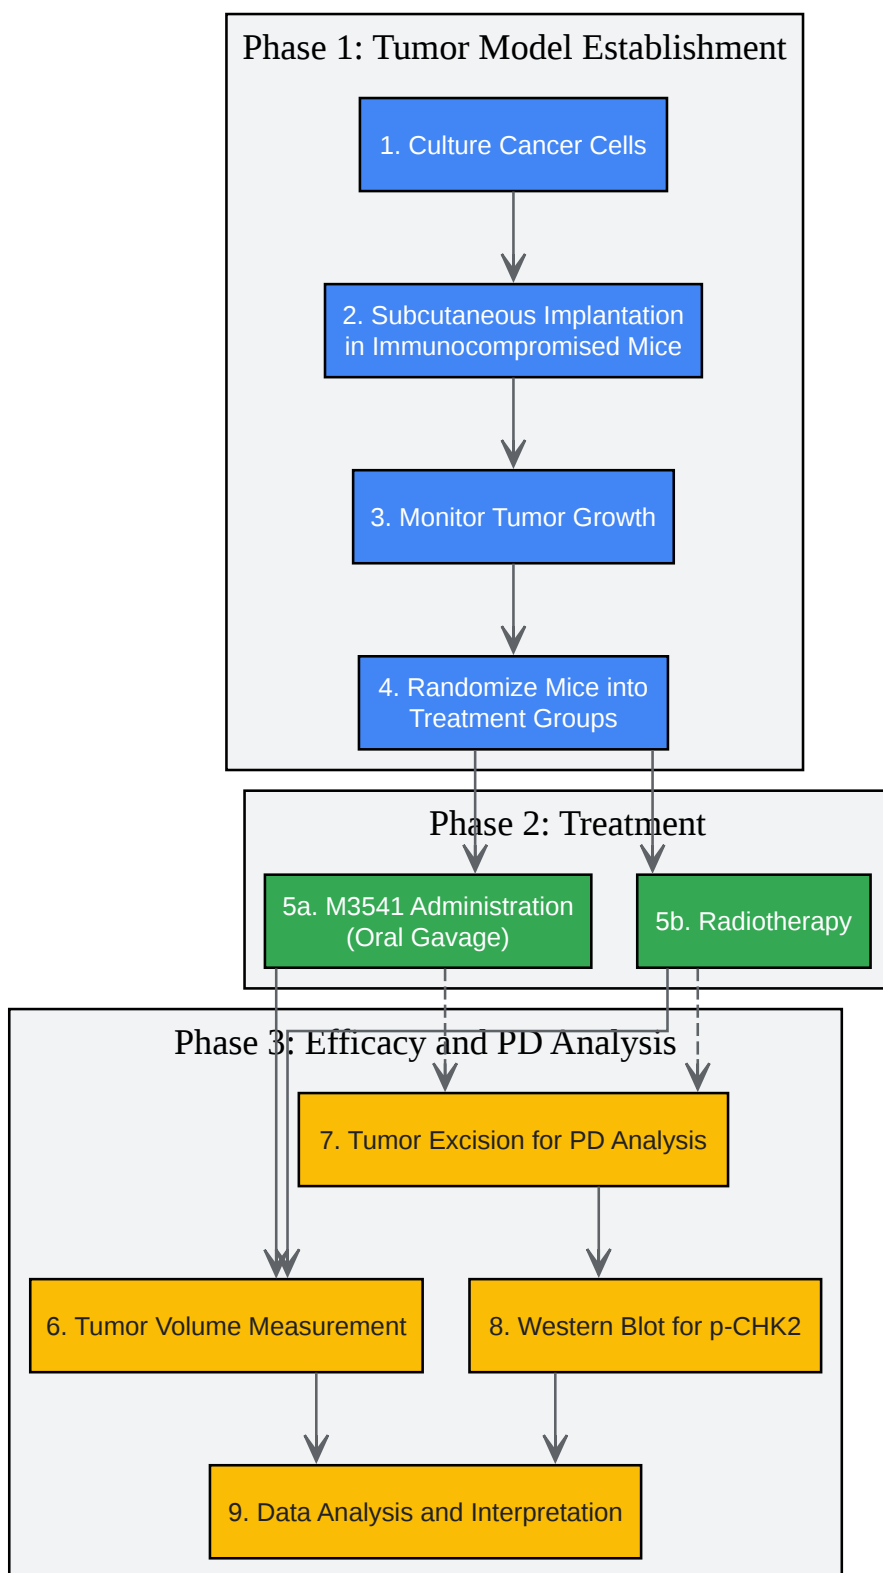 Phase 1: Tumor Model Establishment
1. Culture Cancer Cells
2. Subcutaneous Implantation
in Immunocompromised Mice
3. Monitor Tumor Growth
4. Randomize Mice into
Treatment Groups
Phase 2: Treatment
5a. M3541 Administration
(Oral Gavage)
5b. Radiotherapy
Phase 3: Efficacy and PD Analysis
7. Tumor Excision for PD Analysis
6. Tumor Volume Measurement
8. Western Blot for p-CHK2
9. Data Analysis and Interpretation